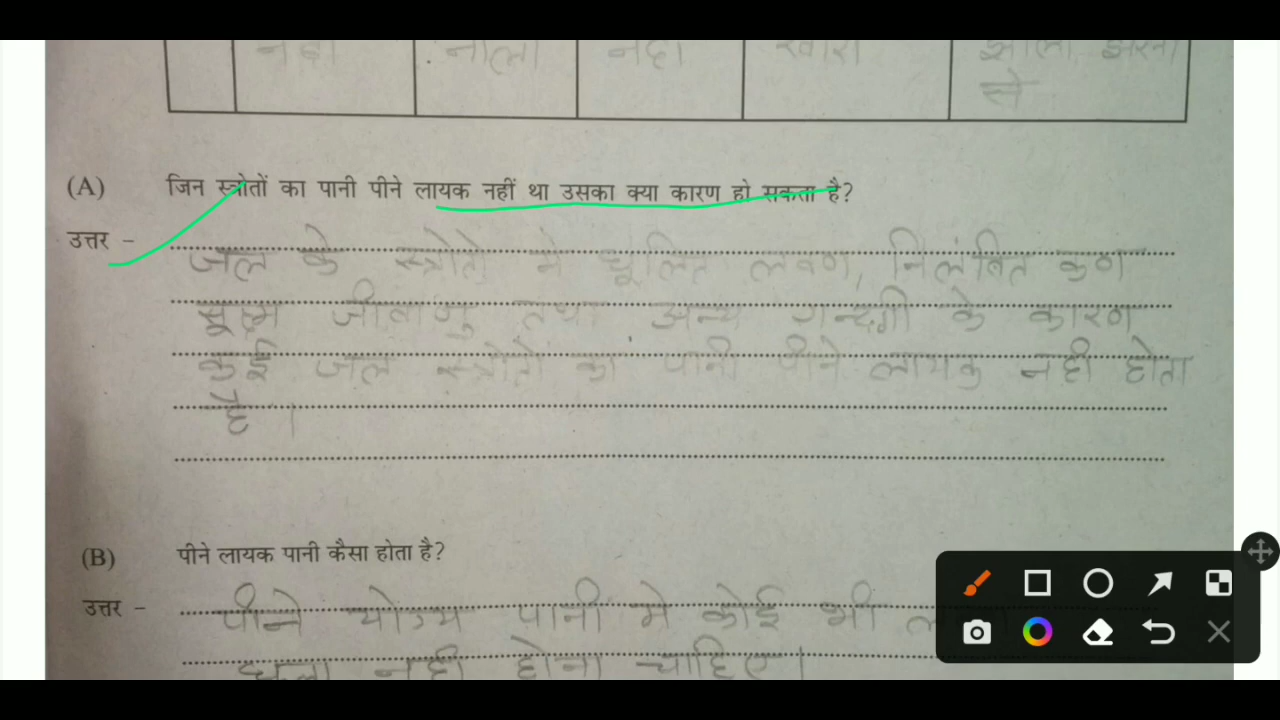 नाला खारा
से
(A) जिन स्त्रोतों का पानी पीने लायक नहीं था उसका क्या कारण हो सकता है?
उत्तर -
जल के स्त्रोतो मे धूलित लवण, निलंबित कण
सूक्ष्म जीवाणु तथा अन्य गन्दगी के कारण
कई जल स्त्रोतों का पानी पीने लायक नही होता
है ।
(B) पीने लायक पानी कैसा होता है?
उत्तर - पीने योग्य पानी मे कोई भी
घुला नही होना चाहिए।